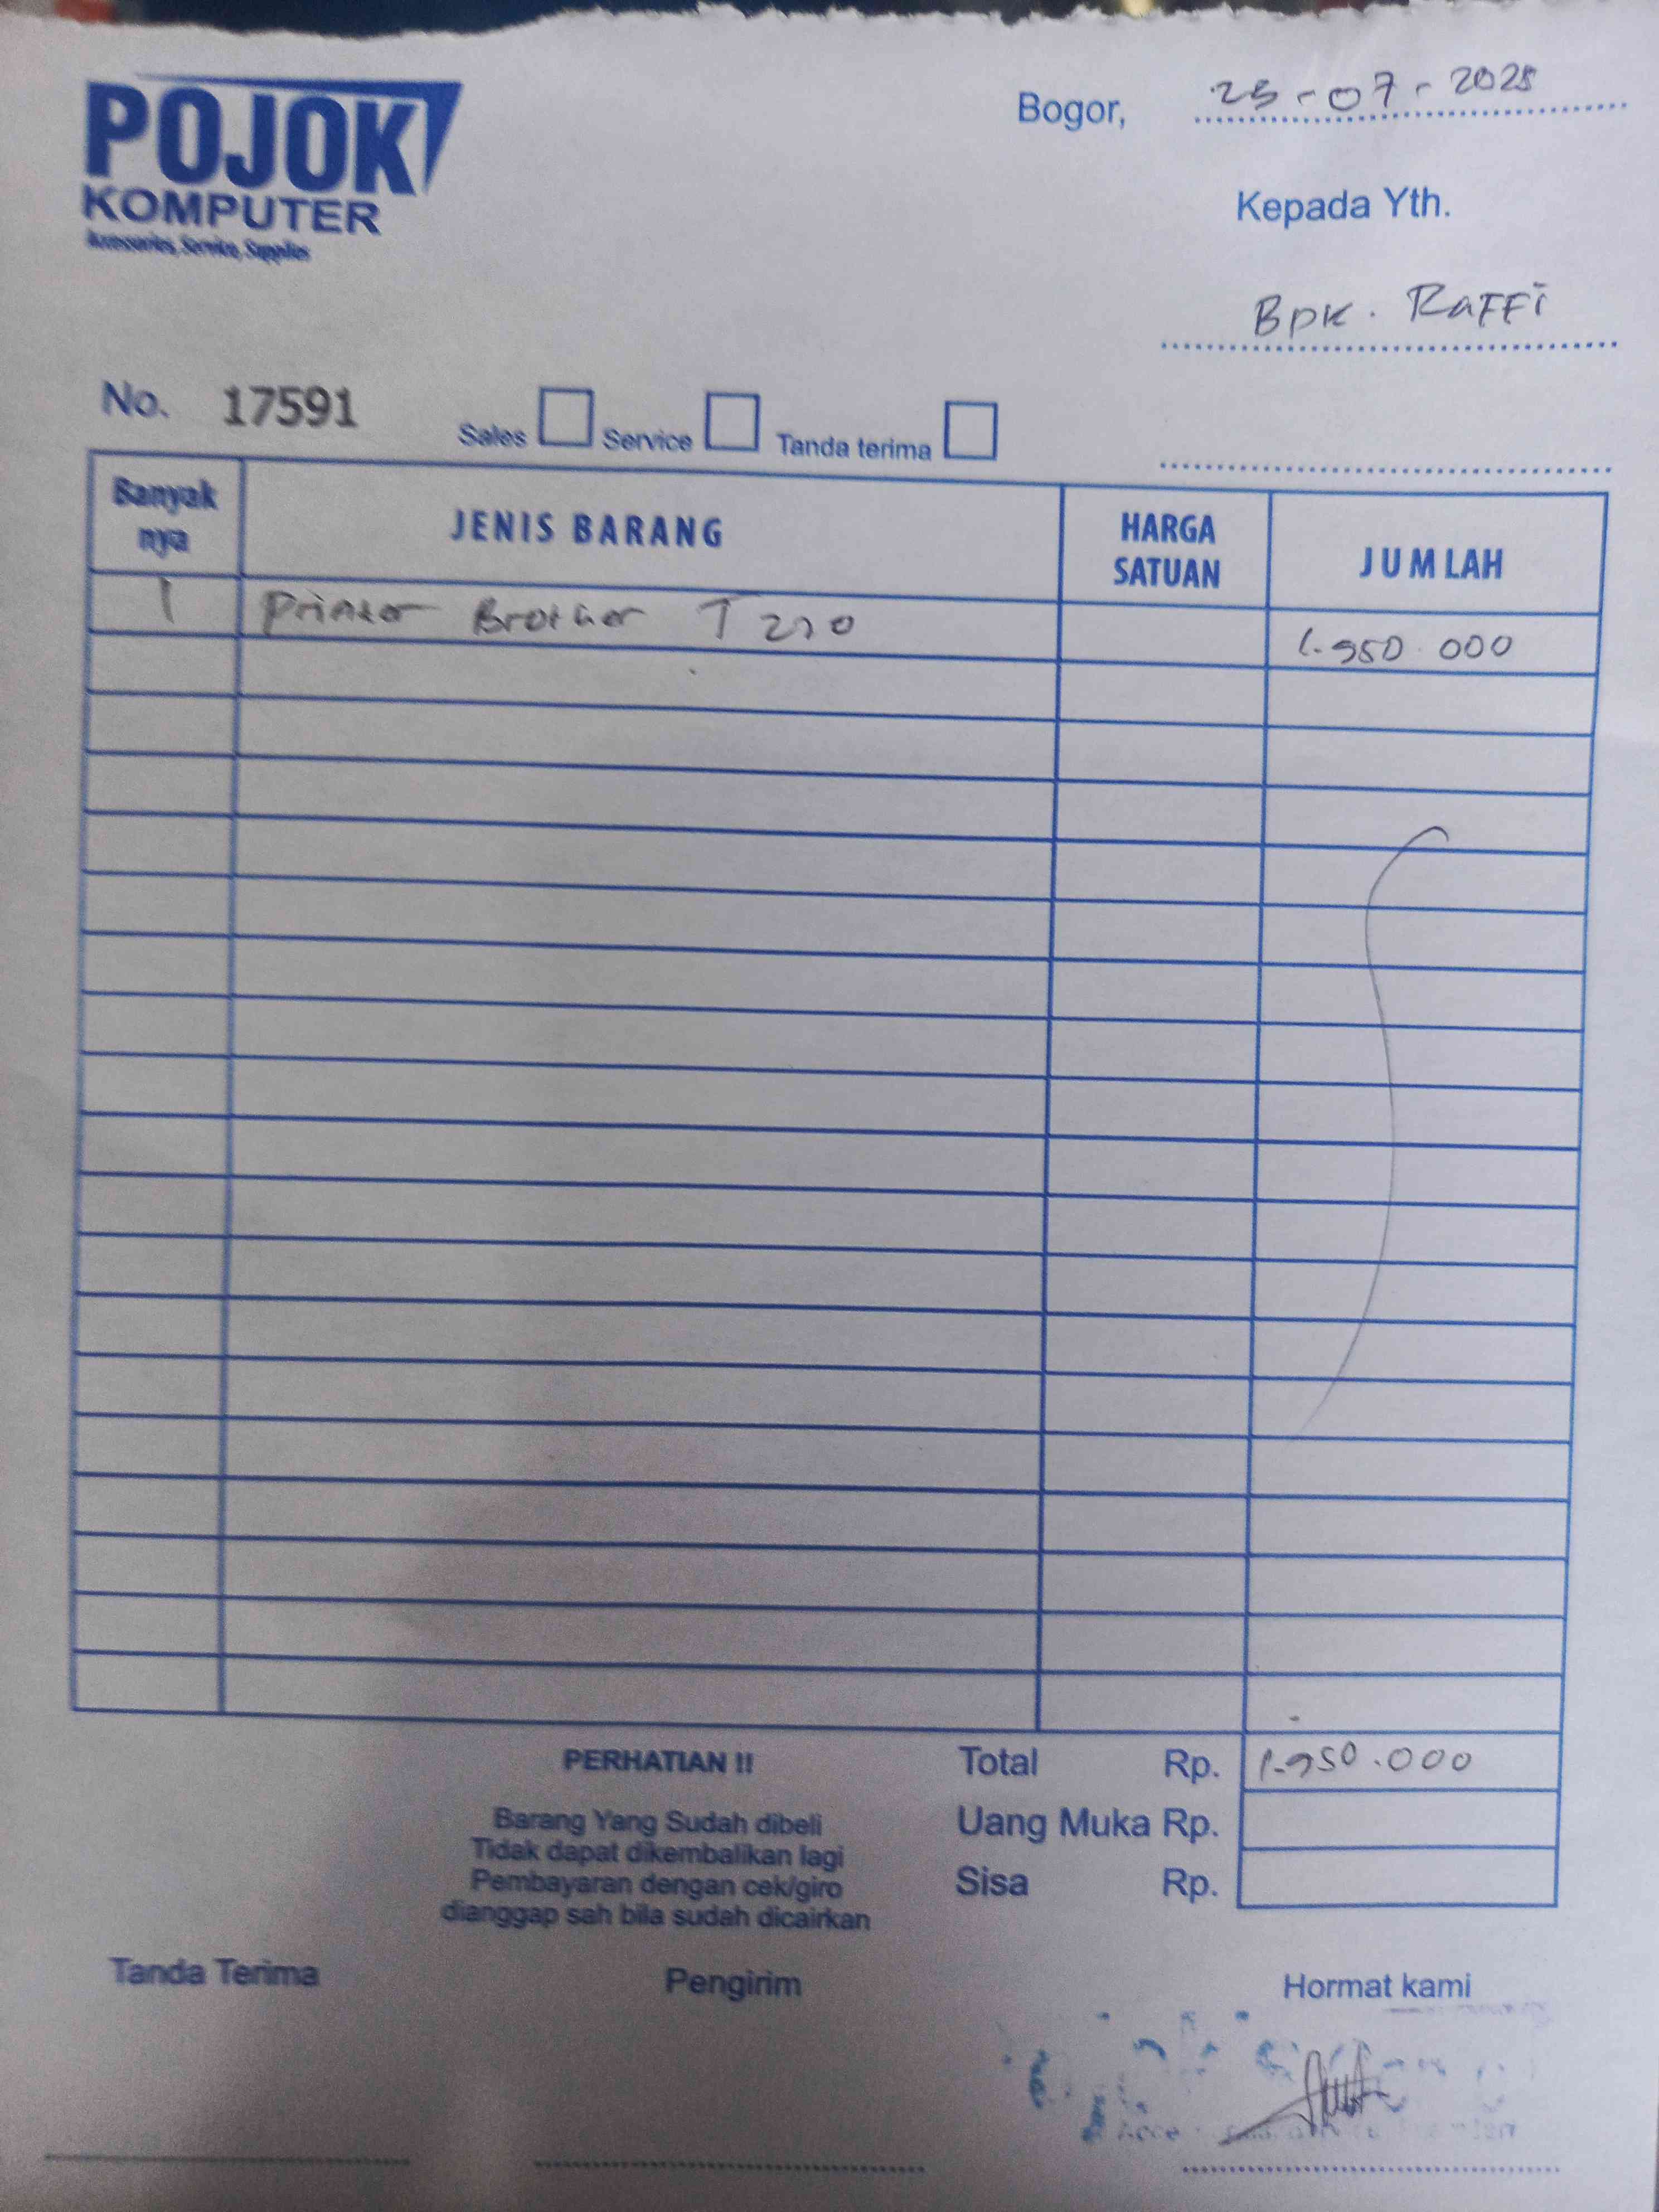 POJOK
KOMPUTER
Accessories, Service, Supplies
Bogor, 25-07-2025
Kepada Yth.
Bpk. Raffi
No. 17591
Sales Service Tanda terima
Banyak nya JENIS BARANG HARGA SATUAN JUMLAH
1 Printer Brother T220 1.950.000
PERHATIAN !!
Barang Yang Sudah dibeli
Tidak dapat dikembalikan lagi
Pembayaran dengan cek/giro
dianggap sah bila sudah dicairkan
Total Rp. 1.950.000
Uang Muka Rp.
Sisa Rp.
Tanda Terima Pengirim Hormat kami